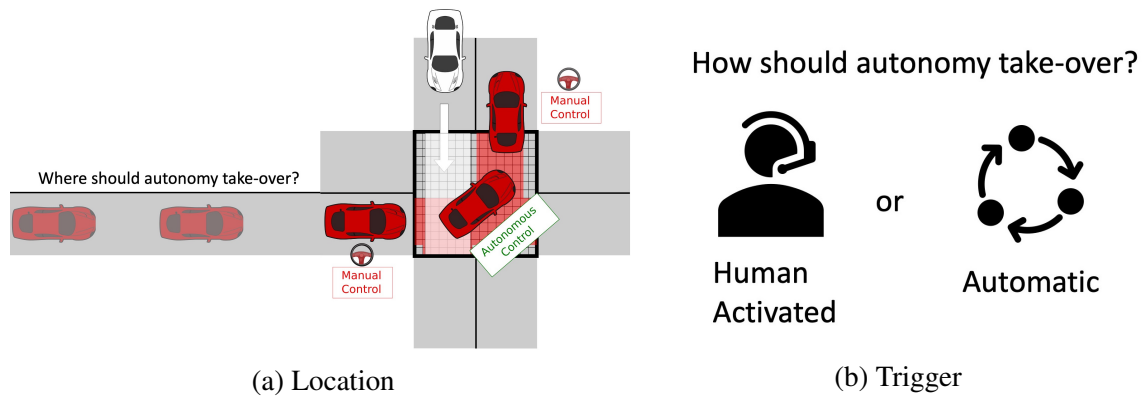 Where should autonomy take-over?
Manual
Control
Manual
Control
Autonomous
Control
(a) Location
How should autonomy take-over?
or
Human
Activated
Automatic
(b) Trigger